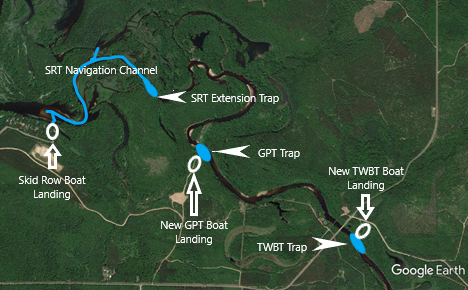 SRT Navigation Channel
SRT Extension Trap
GPT Trap
Skid Row Boat
Landing
New GPT Boat
Landing
New TWBT Boat
Landing
TWBT Trap
Google Earth